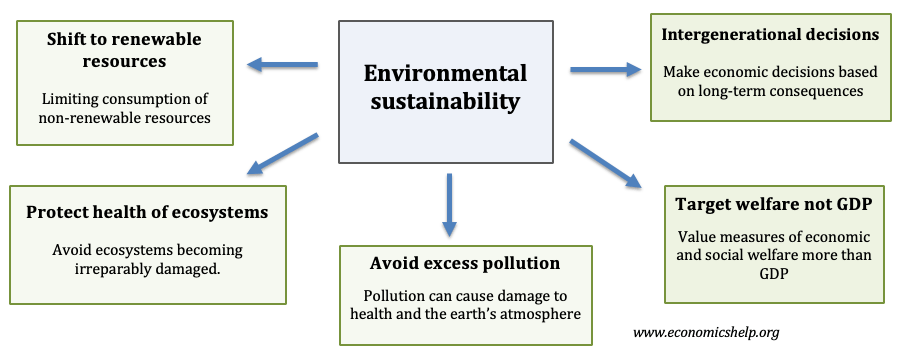 Shift to renewable
resources
Limiting consumption of
non-renewable resources
Environmental
sustainability
Intergenerational decisions
Make economic decisions based
on long-term consequences
Protect health of ecosystems
Avoid ecosystems becoming
irreparably damaged.
Avoid excess pollution
Pollution can cause damage to
health and the earth’s atmosphere
Target welfare not GDP
Value measures of economic
and social welfare more than
GDP
www.economicshelp.org